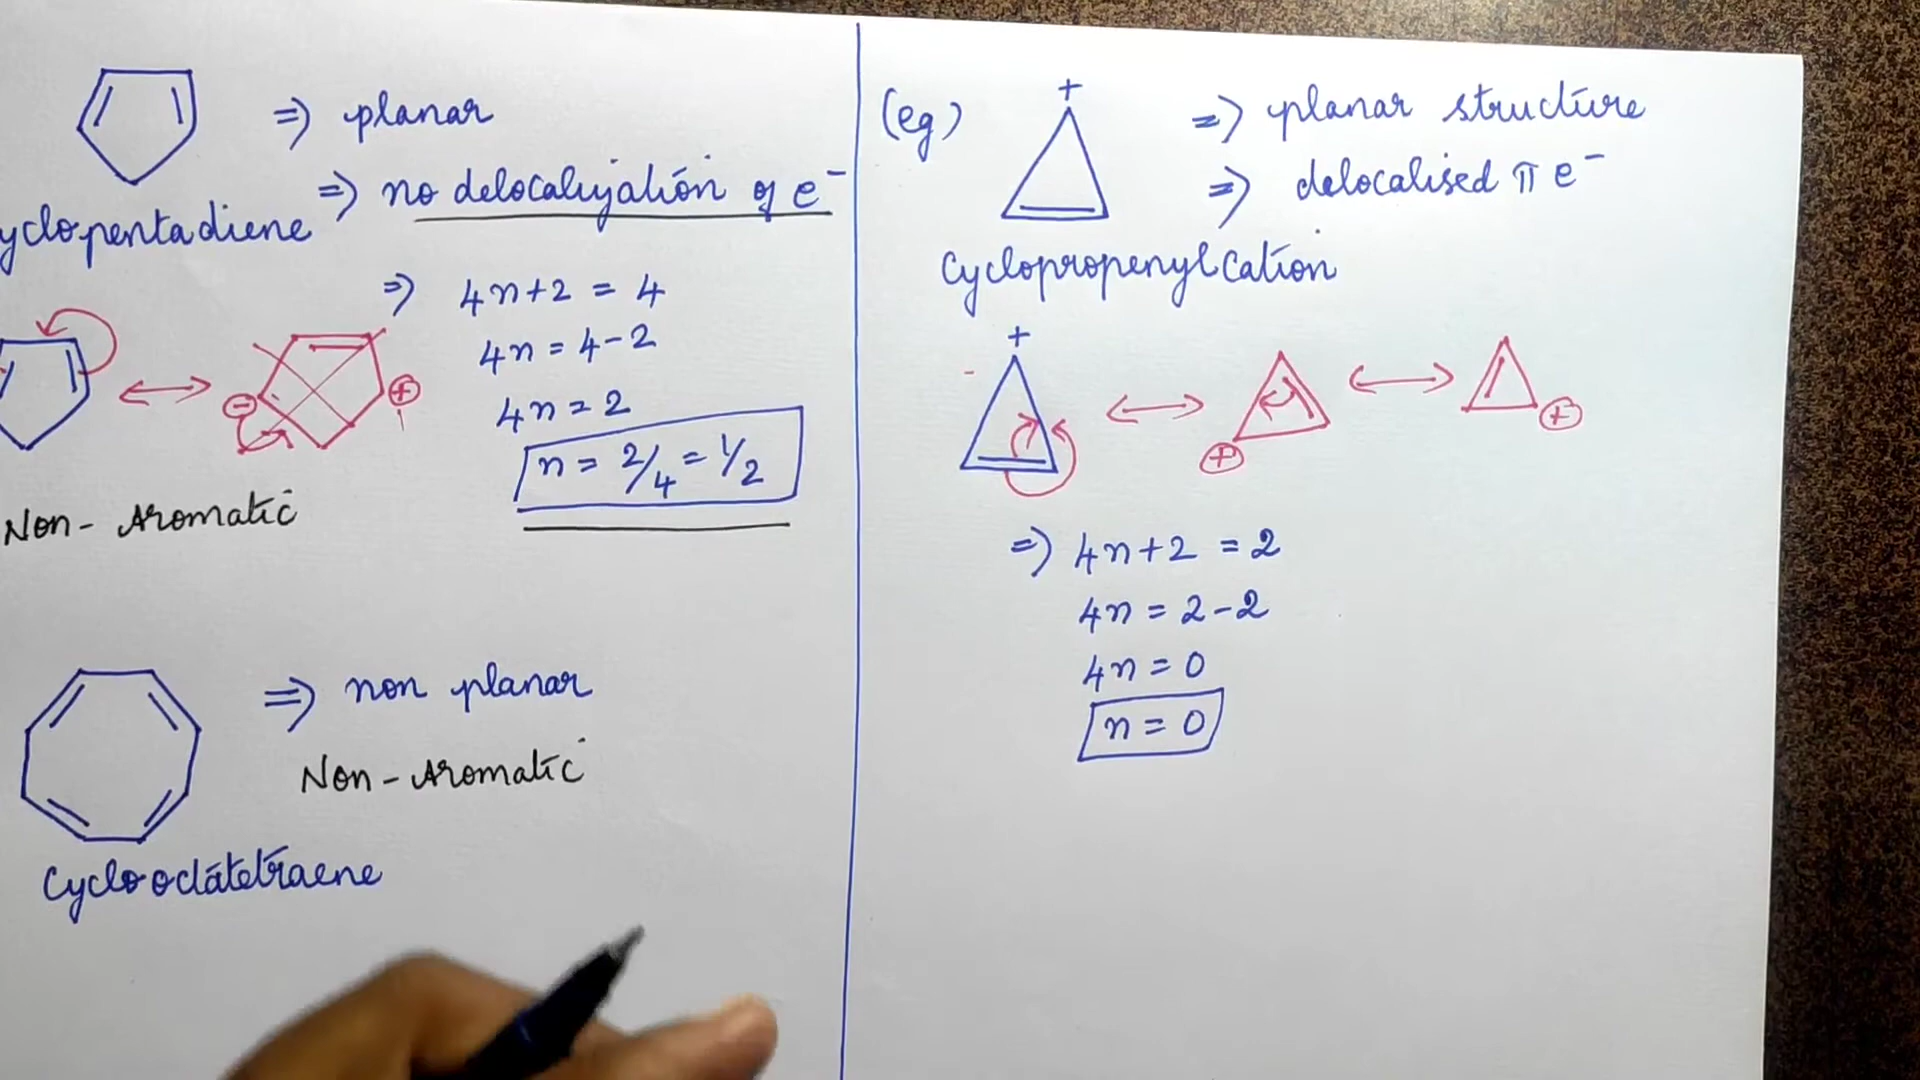 ⇒ planar
⇒ no delocalization of e⁻
yclopentadiene
⇒ 4n+2 = 4
4n = 4-2
4n = 2
n = 2/4 = 1/2
- +
Non-Aromatic
⇒ non planar
Non-Aromatic
Cyclooctatetraene
(eg)
+
⇒ planar structure
⇒ delocalised π e⁻
Cyclopropenyl Cation
+
+ +
⇒ 4n+2 = 2
4n = 2-2
4n = 0
n = 0